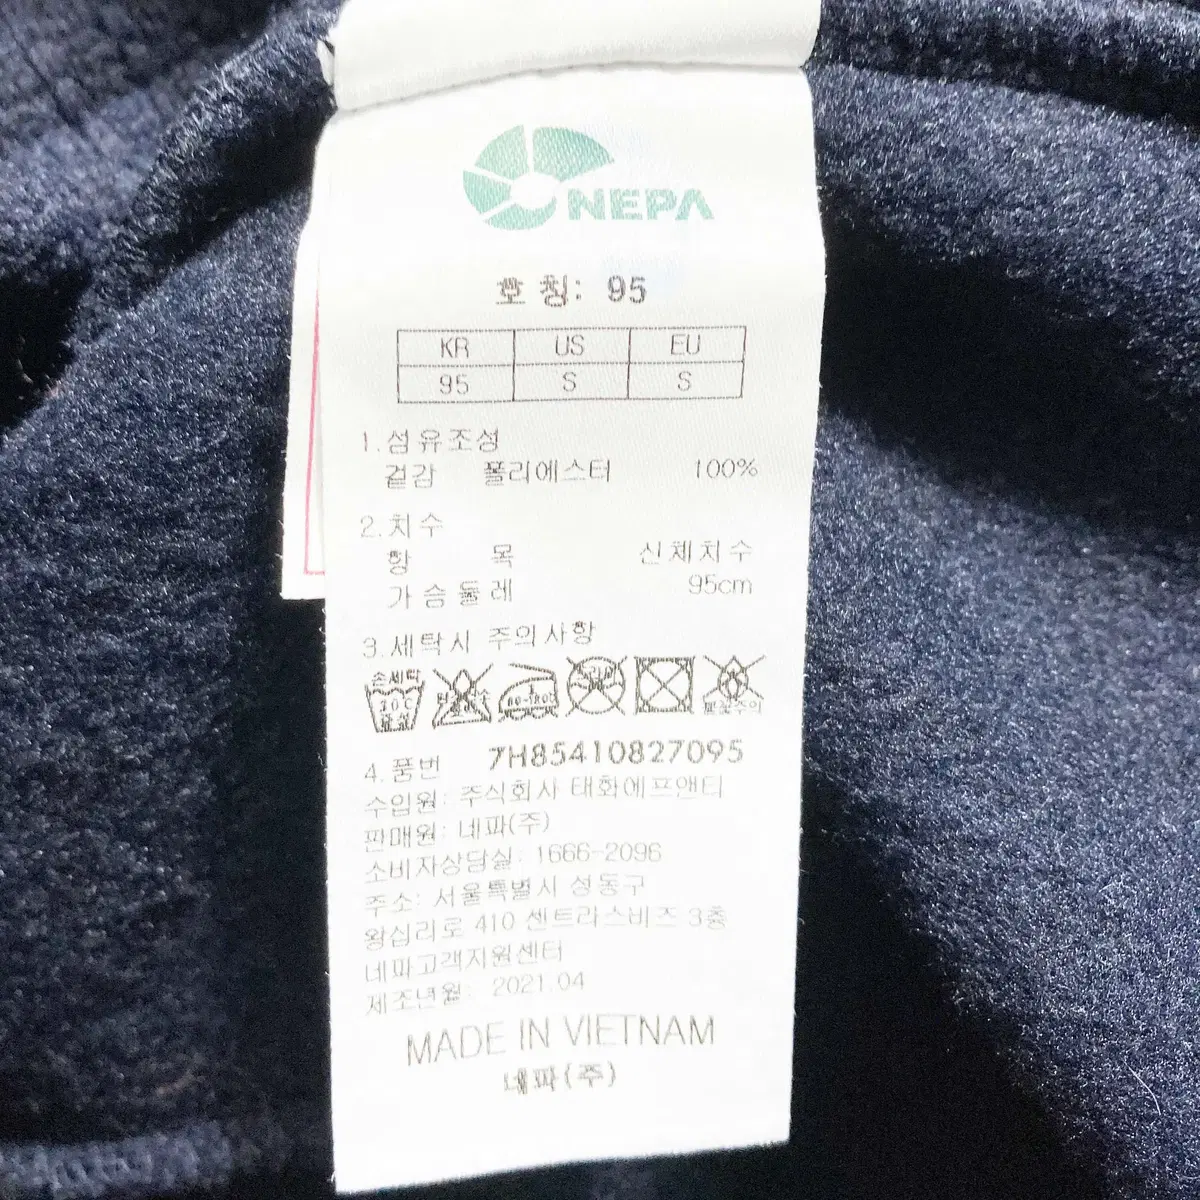 NEPA
호칭: 95
KR US EU
95 S S
1.섬유조성
겉감 폴리에스터 100%
2.치수
항 목 신체치수
가슴둘레 95cm
3.세탁시 주의사항
손세탁
4.품번 7H85410827095
수입원: 주식회사 태화에프앤티
판매원: 네파(주)
소비자상담실: 1666-2096
주소: 서울특별시 성동구
왕십리로 410 센트라스비즈 3층
네파고객지원센터
제조년월: 2021.04
MADE IN VIETNAM
네파(주)